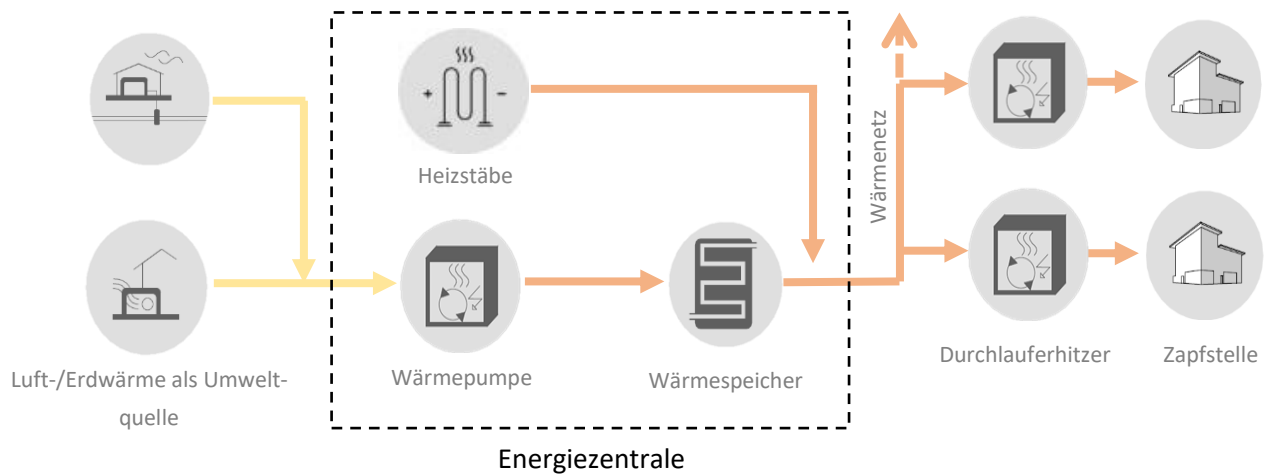 Heizstäbe
Wärmenetz
Luft-/Erdwärme als Umwelt-
quelle
Wärmepumpe
Wärmespeicher
Durchlauferhitzer
Zapfstelle
Energiezentrale